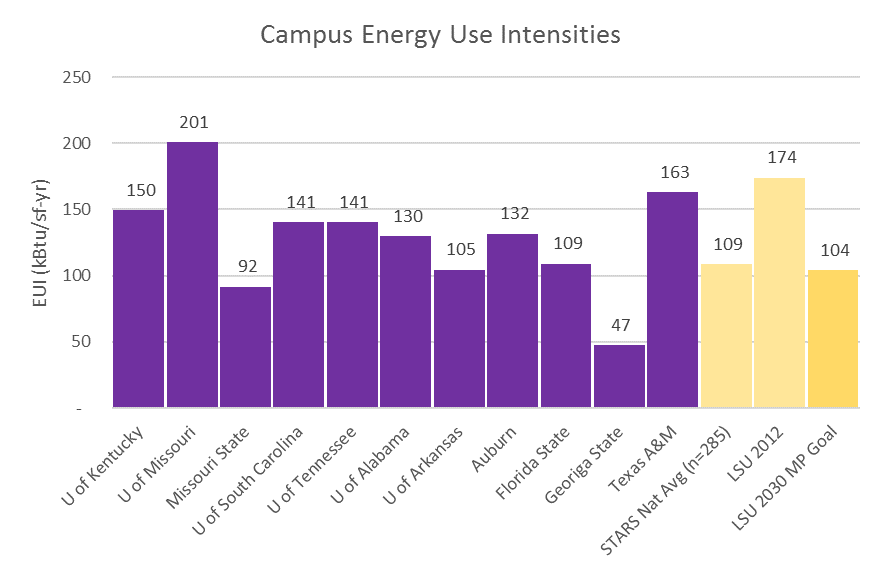 Campus Energy Use Intensities
EUI (kBtu/sf-yr)
250
200
150
100
50
-
150
201
92
141
141
130
105
132
109
47
163
109
174
104
U of Kentucky
U of Missouri
Missouri State
U of South Carolina
U of Tennessee
U of Alabama
U of Arkansas
Auburn
Florida State
Georiga State
Texas A&M
STARS Nat Avg (n=285)
LSU 2012
LSU 2030 MP Goal